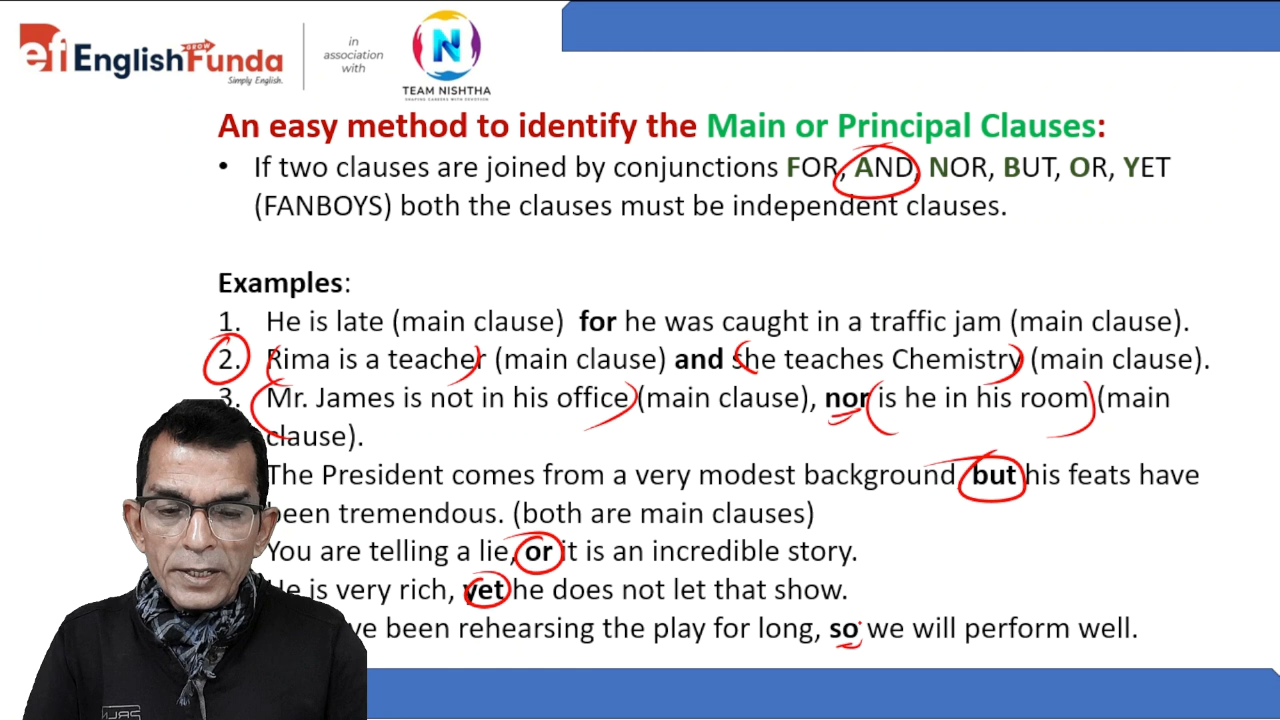 ef EnglishFunda
GROW
Simply English.
in
association
with
N
TEAM NISHTHA
An easy method to identify the Main or Principal Clauses:
• If two clauses are joined by conjunctions FOR, AND, NOR, BUT, OR, YET
(FANBOYS) both the clauses must be independent clauses.
Examples:
1. He is late (main clause) for he was caught in a traffic jam (main clause).
2. Rima is a teacher (main clause) and she teaches Chemistry (main clause).
3. Mr. James is not in his office (main clause), nor is he in his room (main
clause).
The President comes from a very modest background but his feats have
been tremendous. (both are main clauses)
You are telling a lie, or it is an incredible story.
He is very rich, yet he does not let that show.
ve been rehearsing the play for long, so we will perform well.